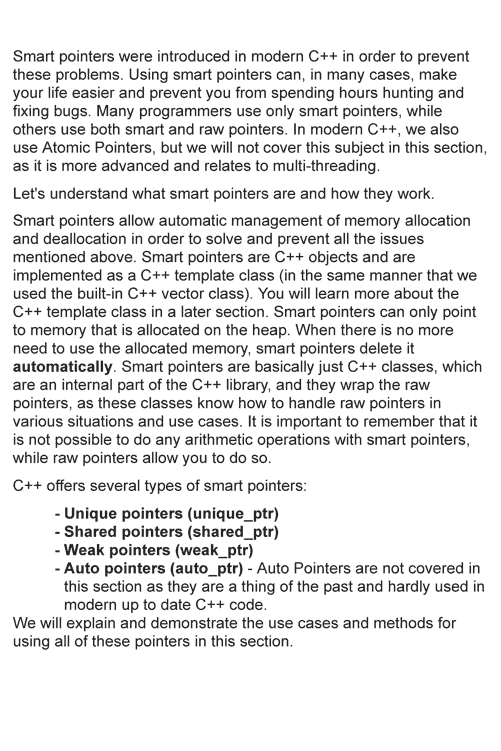 Smart pointers were introduced in modern C++ in order to prevent
these problems. Using smart pointers can, in many cases, make
your life easier and prevent you from spending hours hunting and
fixing bugs. Many programmers use only smart pointers, while
others use both smart and raw pointers. In modern C++, we also
use Atomic Pointers, but we will not cover this subject in this section,
as it is more advanced and relates to multi-threading.
Let's understand what smart pointers are and how they work.
Smart pointers allow automatic management of memory allocation
and deallocation in order to solve and prevent all the issues
mentioned above. Smart pointers are C++ objects and are
implemented as a C++ template class (in the same manner that we
used the built-in C++ vector class). You will learn more about the
C++ template class in a later section. Smart pointers can only point
to memory that is allocated on the heap. When there is no more
need to use the allocated memory, smart pointers delete it
automatically. Smart pointers are basically just C++ classes, which
are an internal part of the C++ library, and they wrap the raw
pointers, as these classes know how to handle raw pointers in
various situations and use cases. It is important to remember that it
is not possible to do any arithmetic operations with smart pointers,
while raw pointers allow you to do so.
C++ offers several types of smart pointers:
- Unique pointers (unique_ptr)
- Shared pointers (shared_ptr)
- Weak pointers (weak_ptr)
- Auto pointers (auto_ptr) - Auto Pointers are not covered in
this section as they are a thing of the past and hardly used in
modern up to date C++ code.
We will explain and demonstrate the use cases and methods for
using all of these pointers in this section.